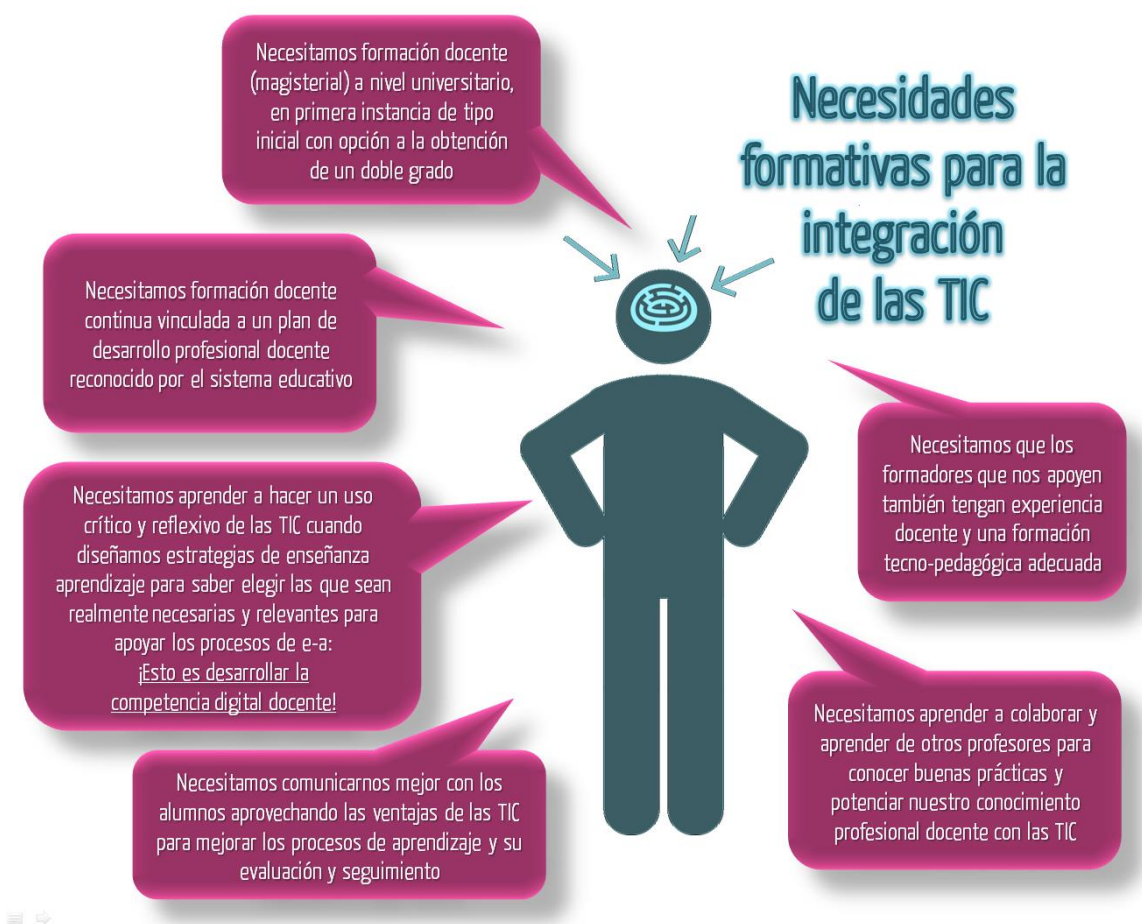 Necesidades
formativas para la
integración
de las TIC
Necesitamos formación docente
(magisterial) a nivel universitario,
en primera instancia de tipo
inicial con opción a la obtención
de un doble grado
Necesitamos formación docente
continua vinculada a un plan de
desarrollo profesional docente
reconocido por el sistema educativo
Necesitamos aprender a hacer un uso
crítico y reflexivo de las TIC cuando
diseñamos estrategias de enseñanza
aprendizaje para saber elegir las que sean
realmente necesarias y relevantes para
apoyar los procesos de e-a:
¡Esto es desarrollar la
competencia digital docente!
Necesitamos comunicarnos mejor con los
alumnos aprovechando las ventajas de las TIC
para mejorar los procesos de aprendizaje y su
evaluación y seguimiento
Necesitamos que los
formadores que nos apoyen
también tengan experiencia
docente y una formación
tecno-pedagógica adecuada
Necesitamos aprender a colaborar y
aprender de otros profesores para
conocer buenas prácticas y
potenciar nuestro conocimiento
profesional docente con las TIC